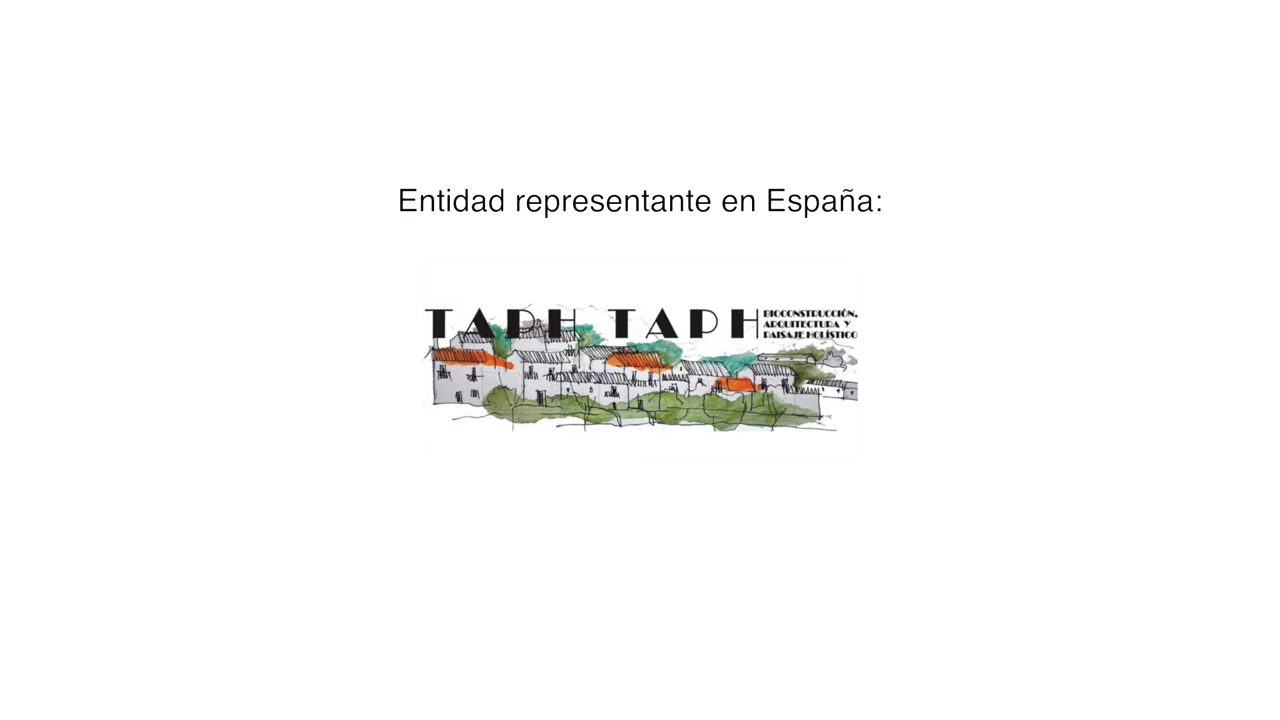 Entidad representante en España:
TAPH TAPH
BIOCONSTRUCCIÓN,
ARQUITECTURA Y
PAISAJE HOLÍSTICO